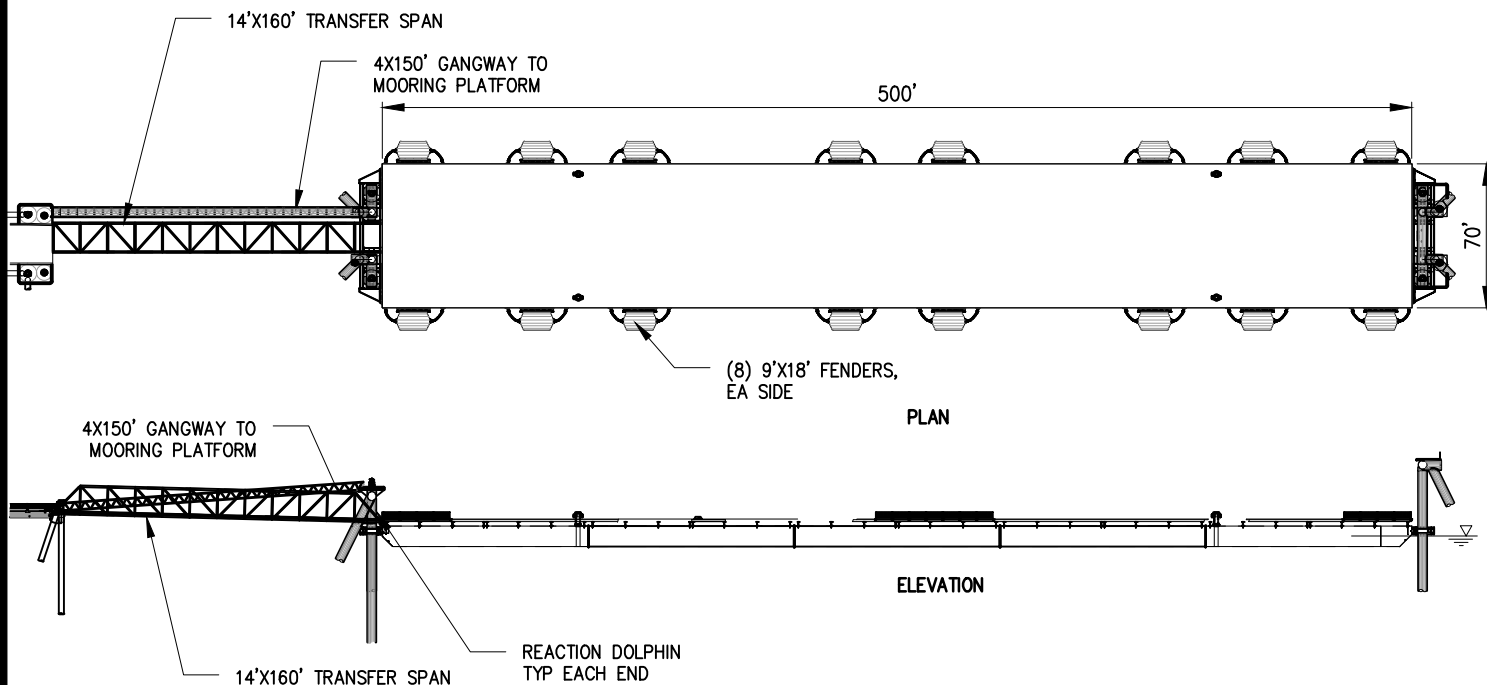 14'X160' TRANSFER SPAN
4X150' GANGWAY TO
MOORING PLATFORM
500'
70'
(8) 9'X18' FENDERS,
EA SIDE
PLAN
4X150' GANGWAY TO
MOORING PLATFORM
ELEVATION
REACTION DOLPHIN
TYP EACH END
14'X160' TRANSFER SPAN